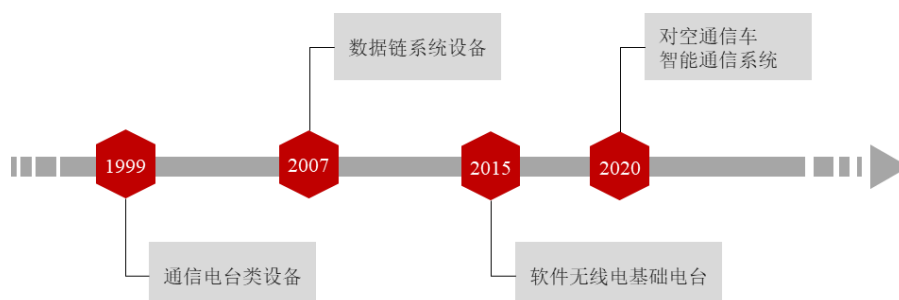 数据链系统设备
对空通信车
智能通信系统
1999
2007
2015
2020
通信电台类设备
软件无线电基础电台